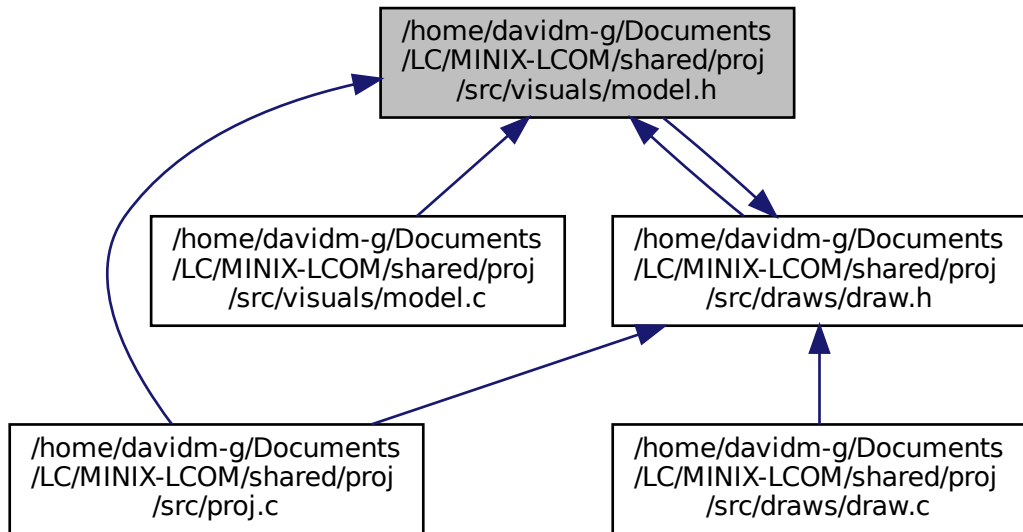 /home/davidm-g/Documents
/LC/MINIX-LCOM/shared/proj
/src/visuals/model.h
/home/davidm-g/Documents
/LC/MINIX-LCOM/shared/proj
/src/visuals/model.c
/home/davidm-g/Documents
/LC/MINIX-LCOM/shared/proj
/src/draws/draw.h
/home/davidm-g/Documents
/LC/MINIX-LCOM/shared/proj
/src/proj.c
/home/davidm-g/Documents
/LC/MINIX-LCOM/shared/proj
/src/draws/draw.c